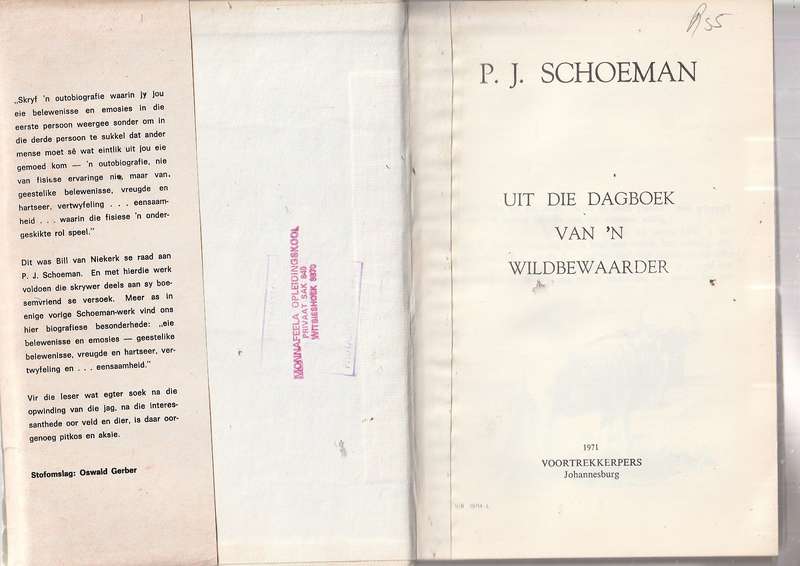 „Skryf 'n outobiografie waarin jy jou
eie belewenisse en emosies in die
eerste persoon weergee sonder om in
die derde persoon te sukkel dat ander
mense moet sê wat eintlik uit jou eie
gemoed kom — 'n outobiografie, nie
van fisiese ervaringe nie, maar van
geestelike belewenisse, vreugde en
hartseer, vertwyfeling . . . eensaam-
heid . . . waarin die fisiese 'n onder-
geskikte rol speel."
Dit was Bill van Niekerk se raad aan
P. J. Schoeman. En met hierdie werk
voldoen die skrywer deels aan sy boe-
semvriend se versoek. Meer as in
enige vorige Schoeman-werk vind ons
hier biografiese besonderhede: „eie
belewenisse en emosies — geestelike
belewenisse, vreugde en hartseer, ver-
twyfeling en . . . eensaamheid."
Vir die leser wat egter soek na die
opwinding van die jag, na die interes-
santhede oor veld en dier, is daar oor-
genoeg pitkos en aksie.
Stofomslag: Oswald Gerber
MONNAFEELA OPLEIDINGSKOOL
PRIVAAT SAK 840
WITSIESHOEK 9870
R55
P. J. SCHOEMAN
UIT DIE DAGBOEK
VAN 'N
WILDBEWAARDER
1971
VOORTREKKERPERS
Johannesburg